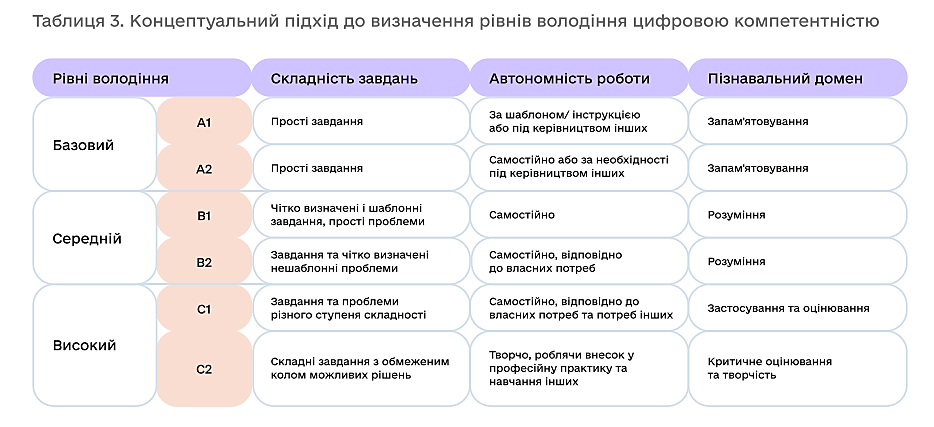 Таблиця 3. Концептуальний підхід до визначення рівнів володіння цифровою компетентністю
Рівні володіння
Складність завдань
Автономність роботи
Пізнавальний домен
Базовий
A1
Прості завдання
За шаблоном/ інструкцією
або під керівництвом інших
Запам'ятовування
A2
Прості завдання
Самостійно або за необхідності
під керівництвом інших
Запам'ятовування
Середній
B1
Чітко визначені і шаблонні
завдання, прості проблеми
Самостійно
Розуміння
B2
Завдання та чітко визначені
нешаблонні проблеми
Самостійно, відповідно
до власних потреб
Розуміння
Високий
C1
Завдання та проблеми
різного ступеня складності
Самостійно, відповідно до
власних потреб та потреб інших
Застосування та оцінювання
C2
Складні завдання з обмеженим
колом можливих рішень
Творчо, роблячи внесок у
професійну практику та
навчання інших
Критичне оцінювання
та творчість